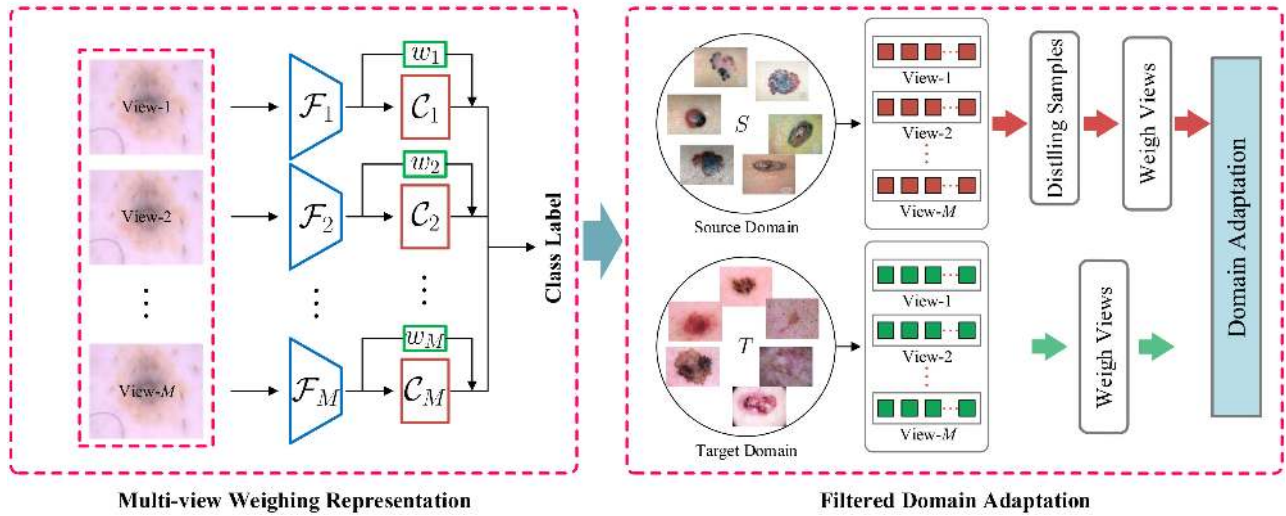 View-1
View-2
View-M
F1
F2
FM
w1
w2
wM
C1
C2
CM
Class Label
Multi-view Weighing Representation
S
Source Domain
T
Target Domain
View-1
View-2
View-M
View-1
View-2
View-M
Distlling Samples
Weigh Views
Weigh Views
Domain Adaptation
Filtered Domain Adaptation